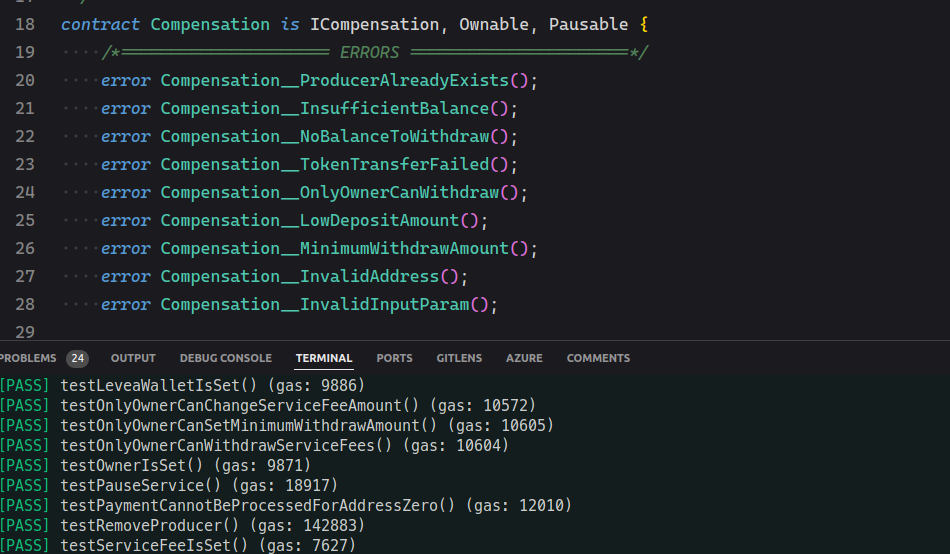 18 contract Compensation is ICompensation, Ownable, Pausable {
19 /*===================== ERRORS ======================*/
20 error Compensation__ProducerAlreadyExists();
21 error Compensation__InsufficientBalance();
22 error Compensation__NoBalanceToWithdraw();
23 error Compensation__TokenTransferFailed();
24 error Compensation__OnlyOwnerCanWithdraw();
25 error Compensation__LowDepositAmount();
26 error Compensation__MinimumWithdrawAmount();
27 error Compensation__InvalidAddress();
28 error Compensation__InvalidInputParam();
29
PROBLEMS 24 OUTPUT DEBUG CONSOLE TERMINAL PORTS GITLENS AZURE COMMENTS
[PASS] testLeveaWalletIsSet() (gas: 9886)
[PASS] testOnlyOwnerCanChangeServiceFeeAmount() (gas: 10572)
[PASS] testOnlyOwnerCanSetMinimumWithdrawAmount() (gas: 10605)
[PASS] testOnlyOwnerCanWithdrawServiceFees() (gas: 10604)
[PASS] testOwnerIsSet() (gas: 9871)
[PASS] testPauseService() (gas: 18917)
[PASS] testPaymentCannotBeProcessedForAddressZero() (gas: 12010)
[PASS] testRemoveProducer() (gas: 142883)
[PASS] testServiceFeeIsSet() (gas: 7627)